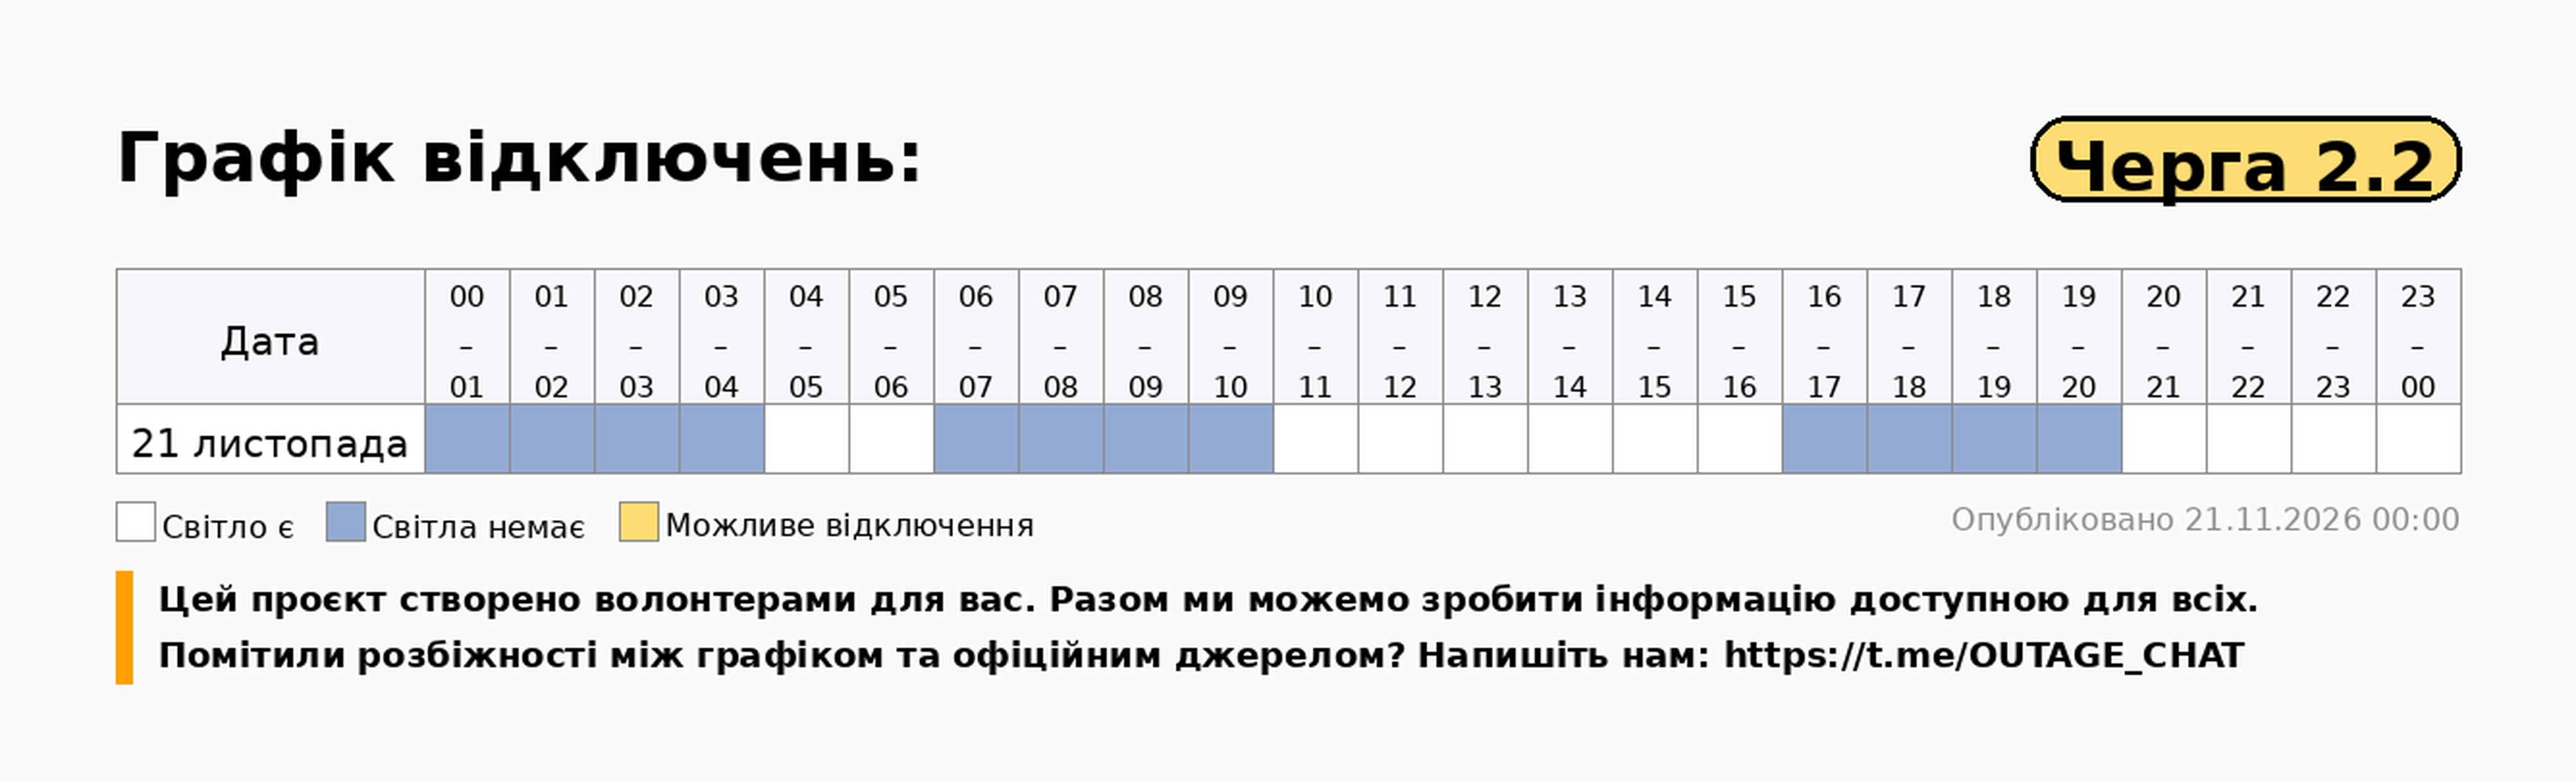 Графік відключень:
Черга 2.2
Дата 00 – 01 01 – 02 02 – 03 03 – 04 04 – 05 05 – 06 06 – 07 07 – 08 08 – 09 09 – 10 10 – 11 11 – 12 12 – 13 13 – 14 14 – 15 15 – 16 16 – 17 17 – 18 18 – 19 19 – 20 20 – 21 21 – 22 22 – 23 23 – 00
21 листопада
Світло є Світла немає Можливе відключення
Опубліковано 21.11.2026 00:00
Цей проєкт створено волонтерами для вас. Разом ми можемо зробити інформацію доступною для всіх.
Помітили розбіжності між графіком та офіційним джерелом? Напишіть нам: https://t.me/OUTAGE_CHAT